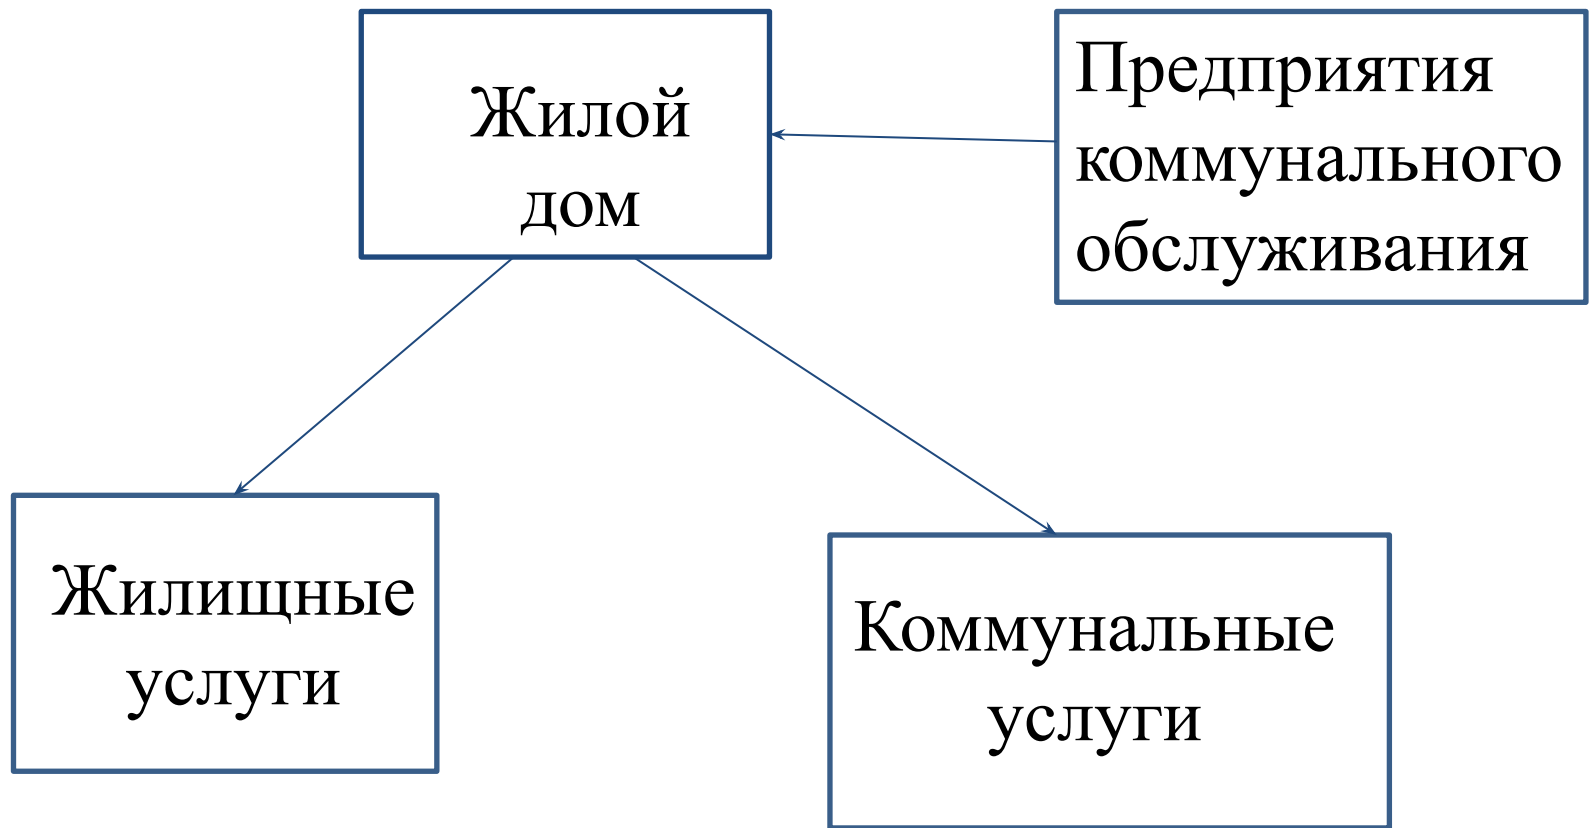 Жилой
дом
Предприятия
коммунального
обслуживания
Жилищные
услуги
Коммунальные
услуги